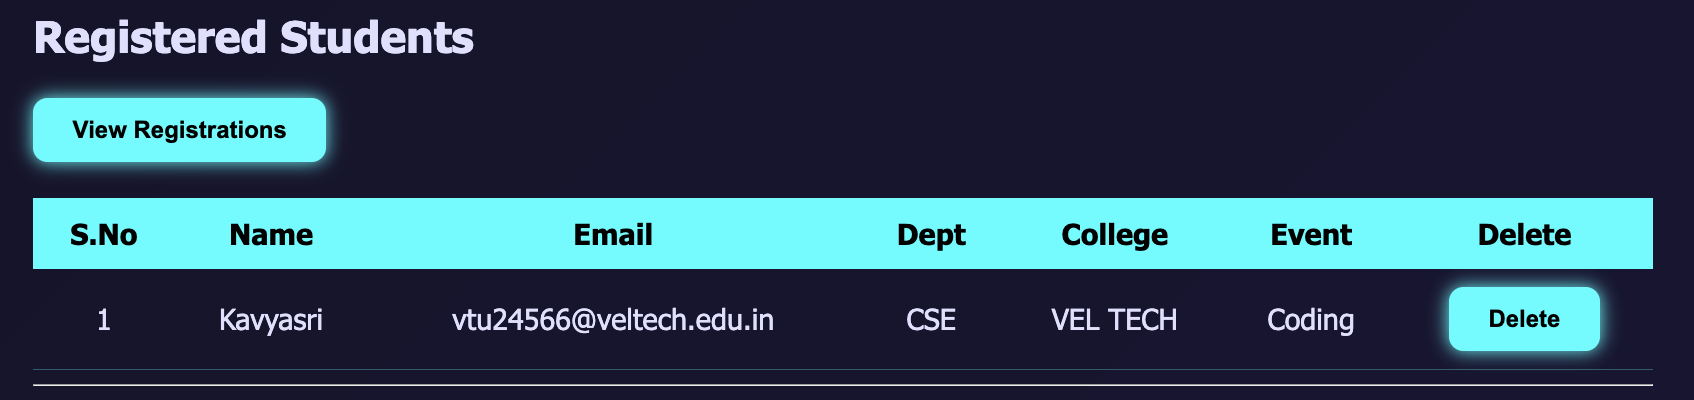 Registered Students
View Registrations
S.No Name Email Dept College Event Delete
1 Kavyasri vtu24566@veltech.edu.in CSE VEL TECH Coding Delete